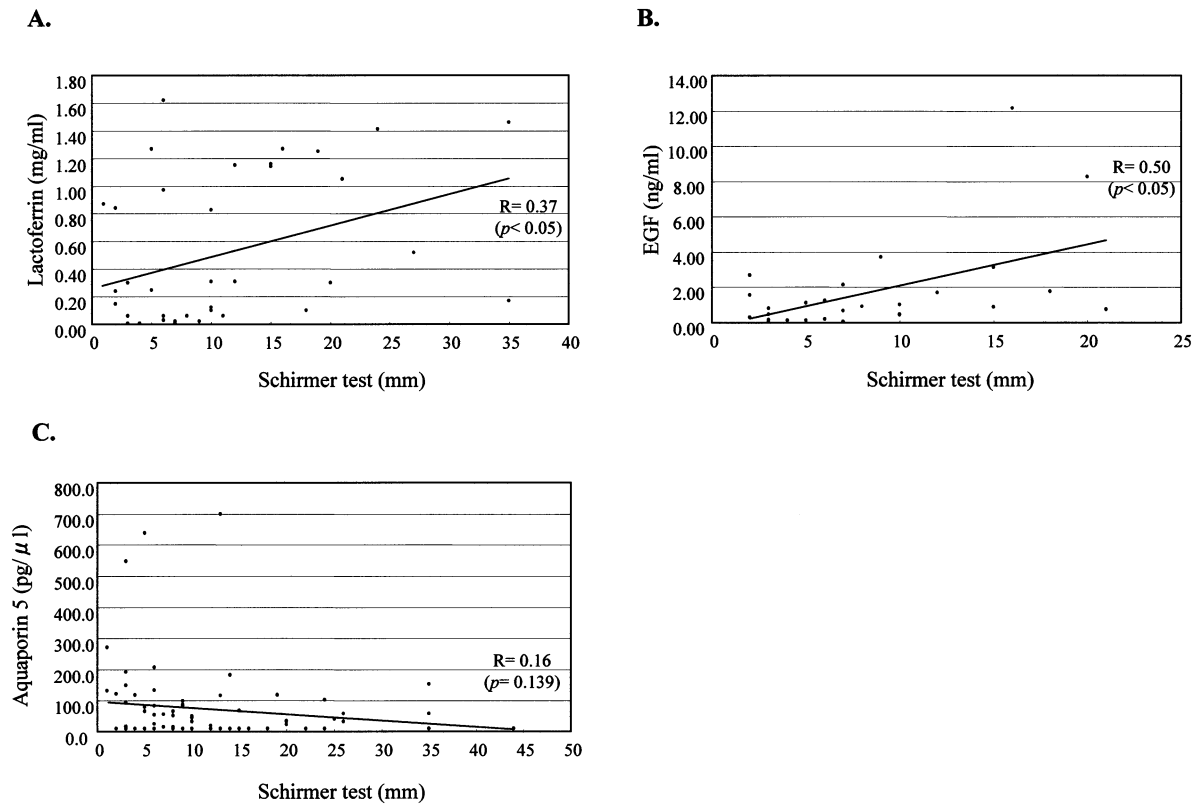 A.
1.80
1.60
1.40
1.20
1.00
0.80
0.60
0.40
0.20
0.00
Lactoferrin (mg/ml)
R= 0.37
(p< 0.05)
0 5 10 15 20 25 30 35 40
Schirmer test (mm)
B.
14.00
12.00
10.00
8.00
6.00
4.00
2.00
0.00
EGF (ng/ml)
R= 0.50
(p< 0.05)
0 5 10 15 20 25
Schirmer test (mm)
C.
800.0
700.0
600.0
500.0
400.0
300.0
200.0
100.0
0.0
Aquaporin 5 (pg/μl)
R= 0.16
(p= 0.139)
0 5 10 15 20 25 30 35 40 45 50
Schirmer test (mm)